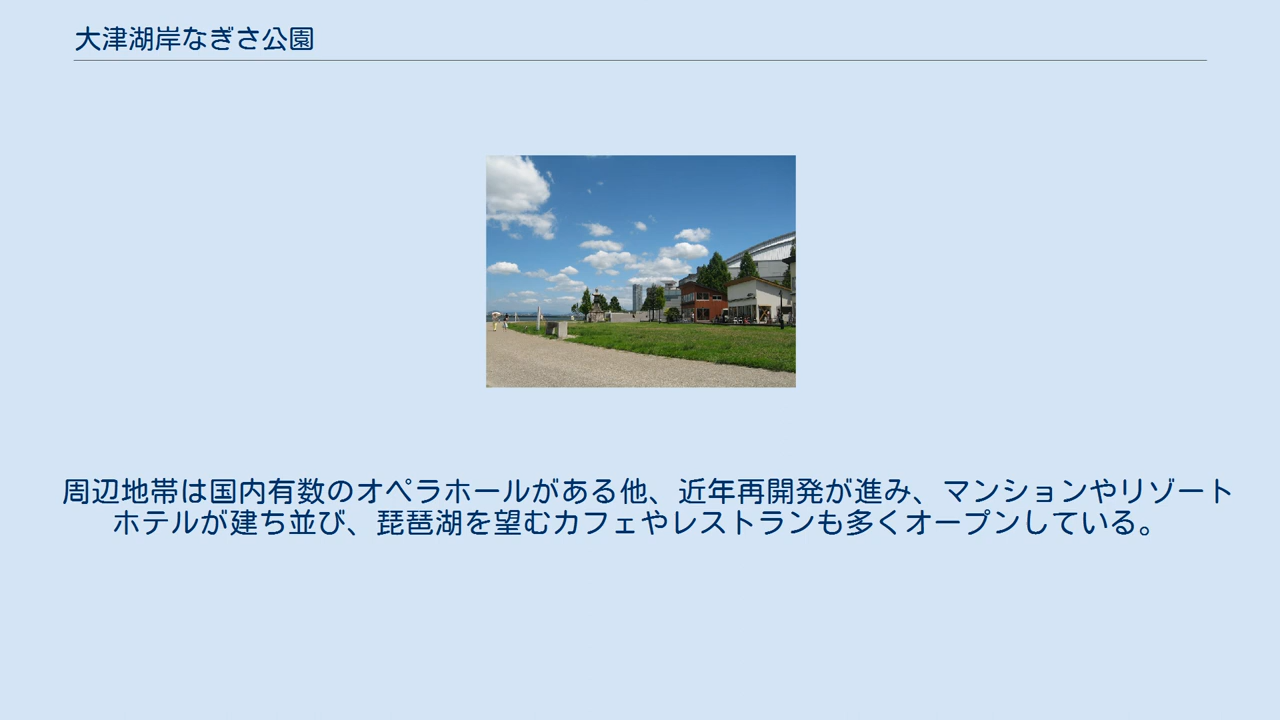 大津湖岸なぎさ公園
周辺地帯は国内有数のオペラホールがある他、近年再開発が進み、マンションやリゾート
ホテルが建ち並び、琵琶湖を望むカフェやレストランも多くオープンしている。